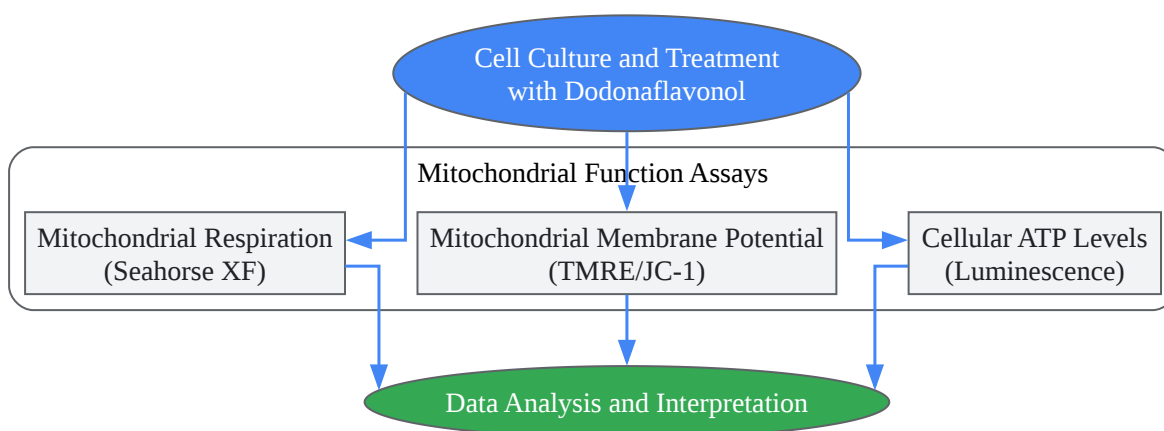 Cell Culture and Treatment
with Dodonaflavonol
Mitochondrial Function Assays
Mitochondrial Respiration
(Seahorse XF)
Mitochondrial Membrane Potential
(TMRE/JC-1)
Cellular ATP Levels
(Luminescence)
Data Analysis and Interpretation